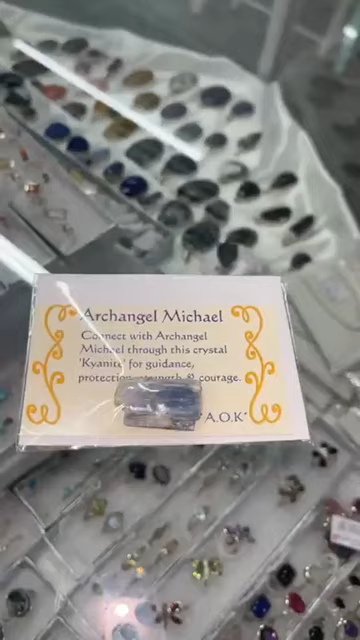 Archangel Michael
Connect with Archangel
Michael through this crystal
'Kyanite' for guidance,
protection, strength & courage.
"A.O.K"